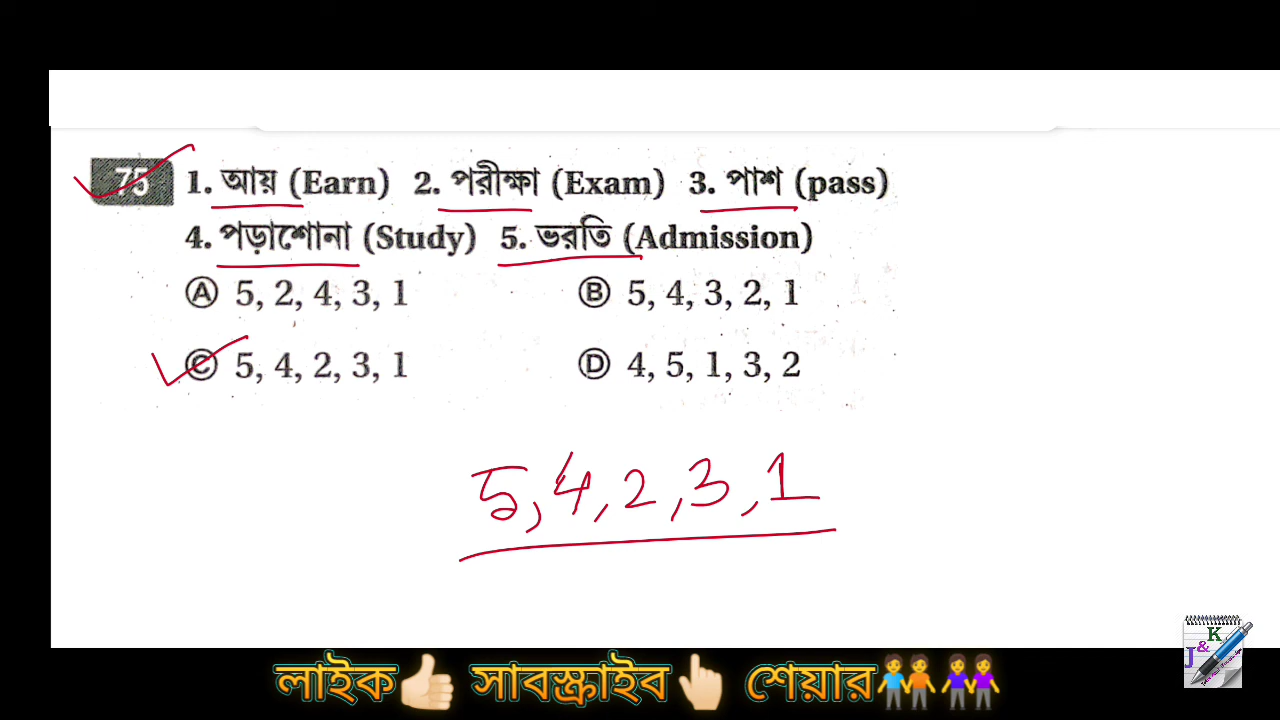 75 1. আয় (Earn) 2. পরীক্ষা (Exam) 3. পাশ (pass)
4. পড়াশোনা (Study) 5. ভরতি (Admission)
Ⓐ 5, 2, 4, 3, 1 Ⓑ 5, 4, 3, 2, 1
Ⓒ 5, 4, 2, 3, 1 Ⓓ 4, 5, 1, 3, 2
5, 4, 2, 3, 1
J & K
লাইক👍🏻 সাবস্ক্রাইব👆🏻 শেয়ার👬👭